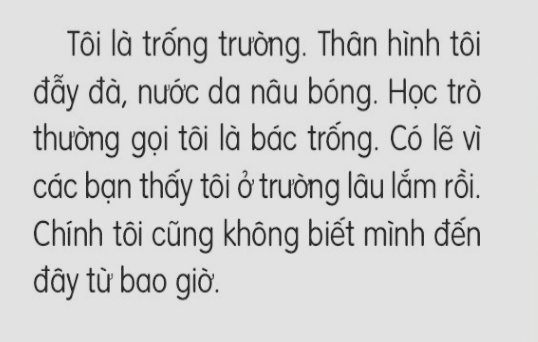 Tôi là trống trường. Thân hình tôi
đẫy đà, nước da nâu bóng. Học trò
thường gọi tôi là bác trống. Có lẽ vì
các bạn thấy tôi ở trường lâu lắm rồi.
Chính tôi cũng không biết mình đến
đây từ bao giờ.